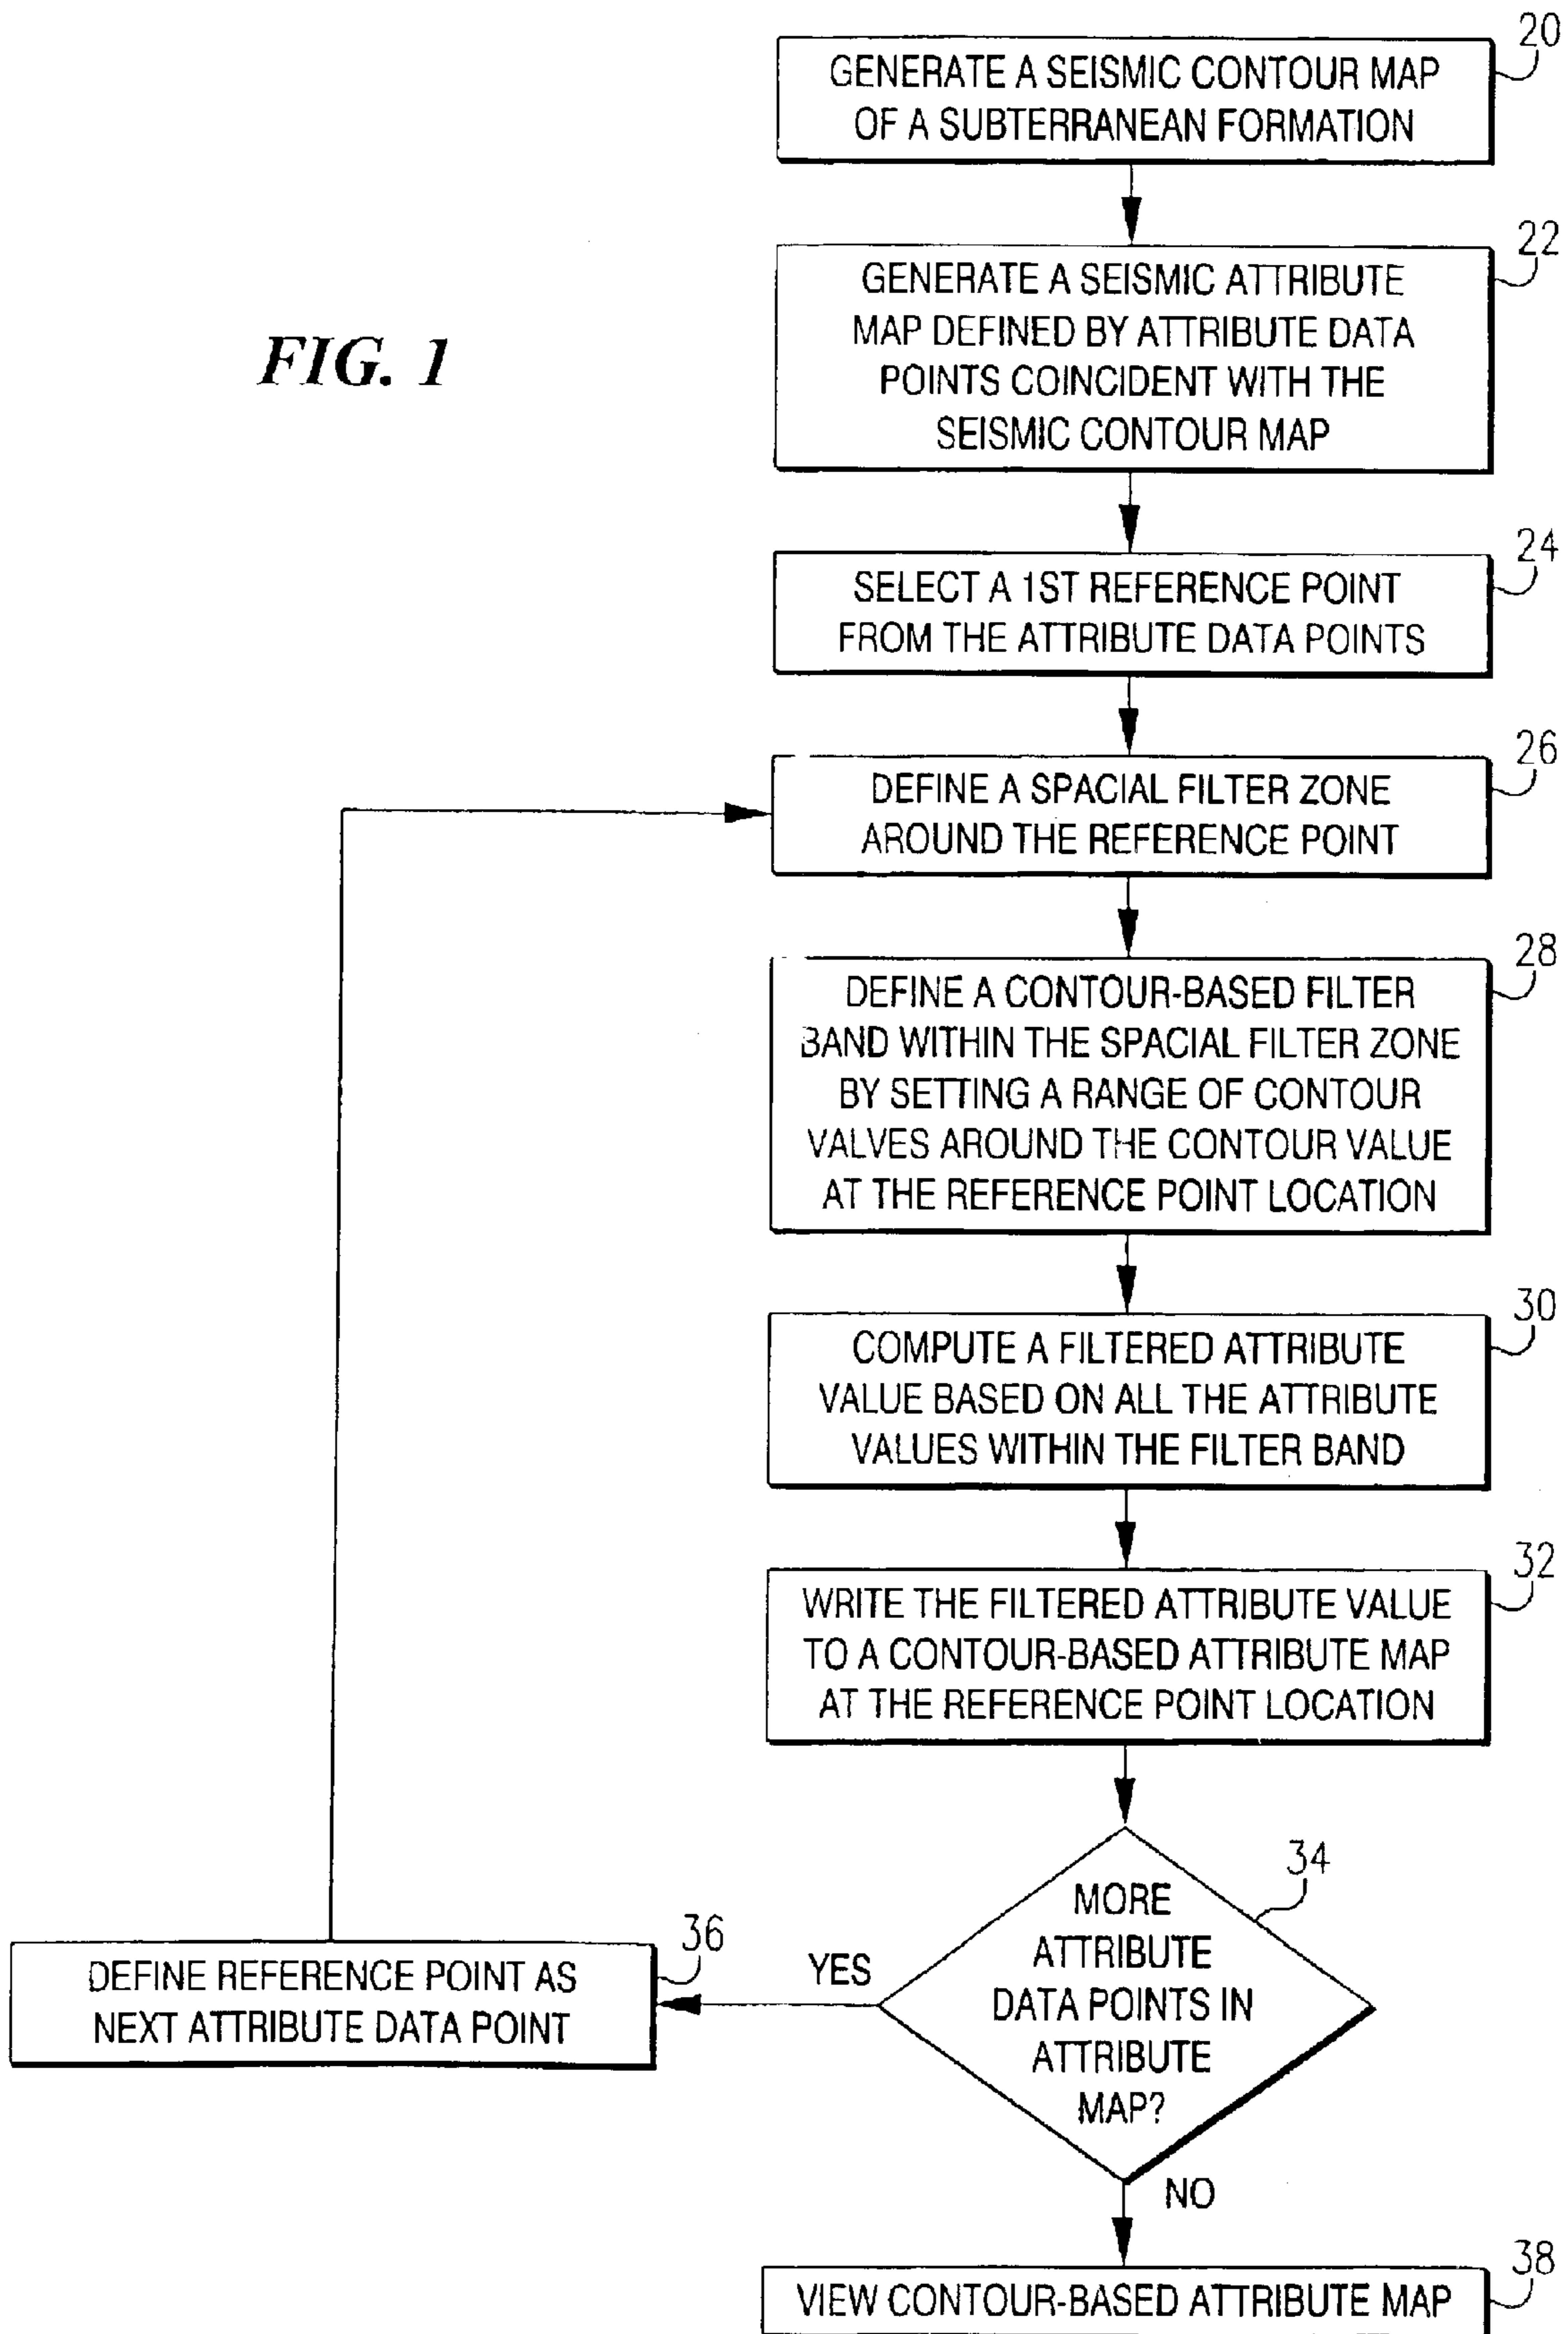 20
GENERATE A SEISMIC CONTOUR MAP
OF A SUBTERRANEAN FORMATION
22
GENERATE A SEISMIC ATTRIBUTE
MAP DEFINED BY ATTRIBUTE DATA
POINTS COINCIDENT WITH THE
SEISMIC CONTOUR MAP
FIG. 1
24
SELECT A 1ST REFERENCE POINT
FROM THE ATTRIBUTE DATA POINTS
26
DEFINE A SPACIAL FILTER ZONE
AROUND THE REFERENCE POINT
28
DEFINE A CONTOUR-BASED FILTER
BAND WITHIN THE SPACIAL FILTER ZONE
BY SETTING A RANGE OF CONTOUR
VALVES AROUND THE CONTOUR VALUE
AT THE REFERENCE POINT LOCATION
30
COMPUTE A FILTERED ATTRIBUTE
VALUE BASED ON ALL THE ATTRIBUTE
VALUES WITHIN THE FILTER BAND
32
WRITE THE FILTERED ATTRIBUTE VALUE
TO A CONTOUR-BASED ATTRIBUTE MAP
AT THE REFERENCE POINT LOCATION
34
MORE
ATTRIBUTE
DATA POINTS IN
ATTRIBUTE
MAP?
YES
36
DEFINE REFERENCE POINT AS
NEXT ATTRIBUTE DATA POINT
NO
38
VIEW CONTOUR-BASED ATTRIBUTE MAP